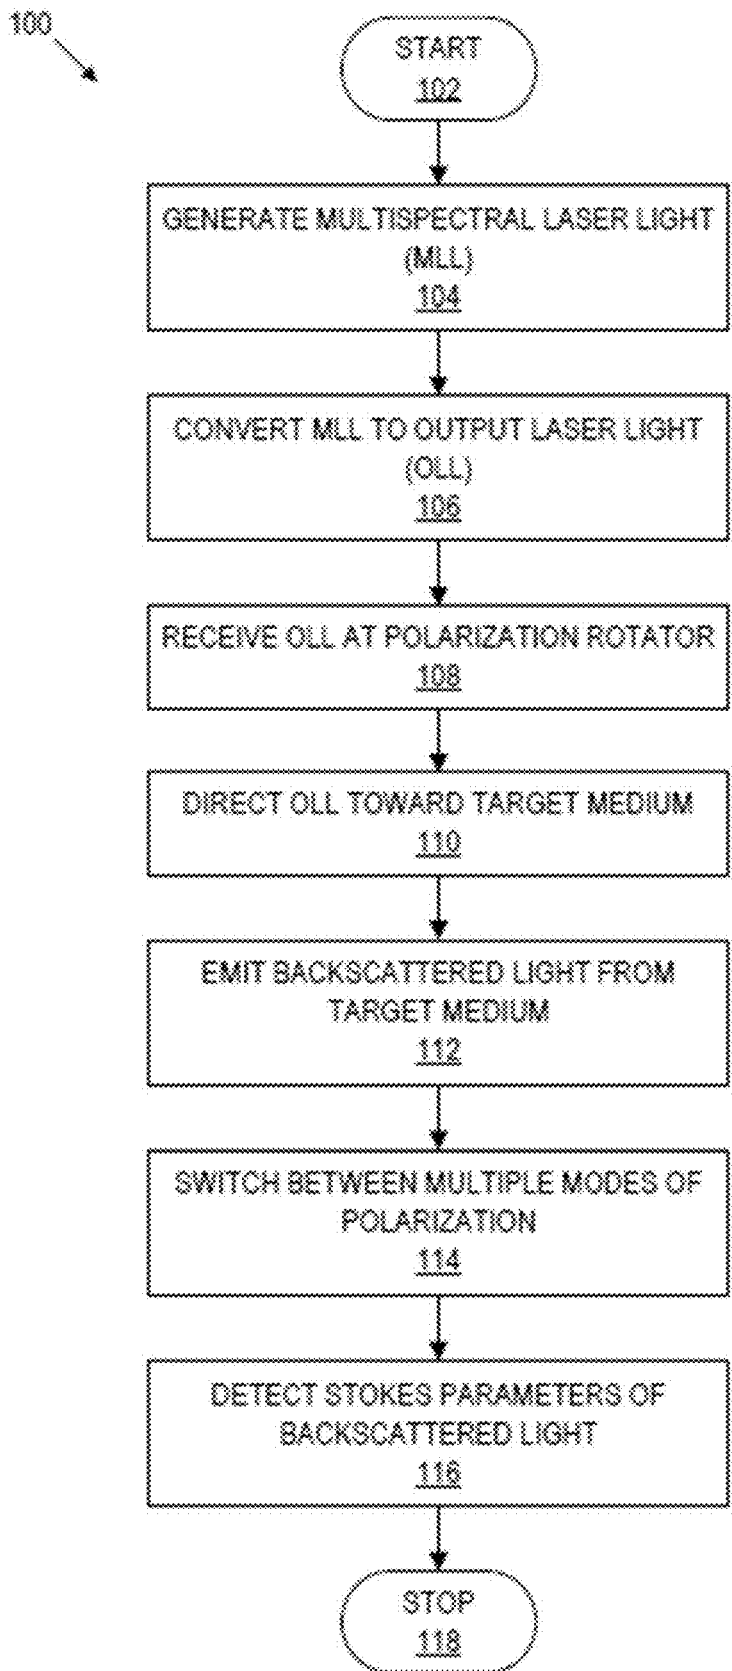 100
START
102
GENERATE MULTISPECTRAL LASER LIGHT
(MLL)
104
CONVERT MLL TO OUTPUT LASER LIGHT
(OLL)
106
RECEIVE OLL AT POLARIZATION ROTATOR
108
DIRECT OLL TOWARD TARGET MEDIUM
110
EMIT BACKSCATTERED LIGHT FROM
TARGET MEDIUM
112
SWITCH BETWEEN MULTIPLE MODES OF
POLARIZATION
114
DETECT STOKES PARAMETERS OF
BACKSCATTERED LIGHT
116
STOP
118